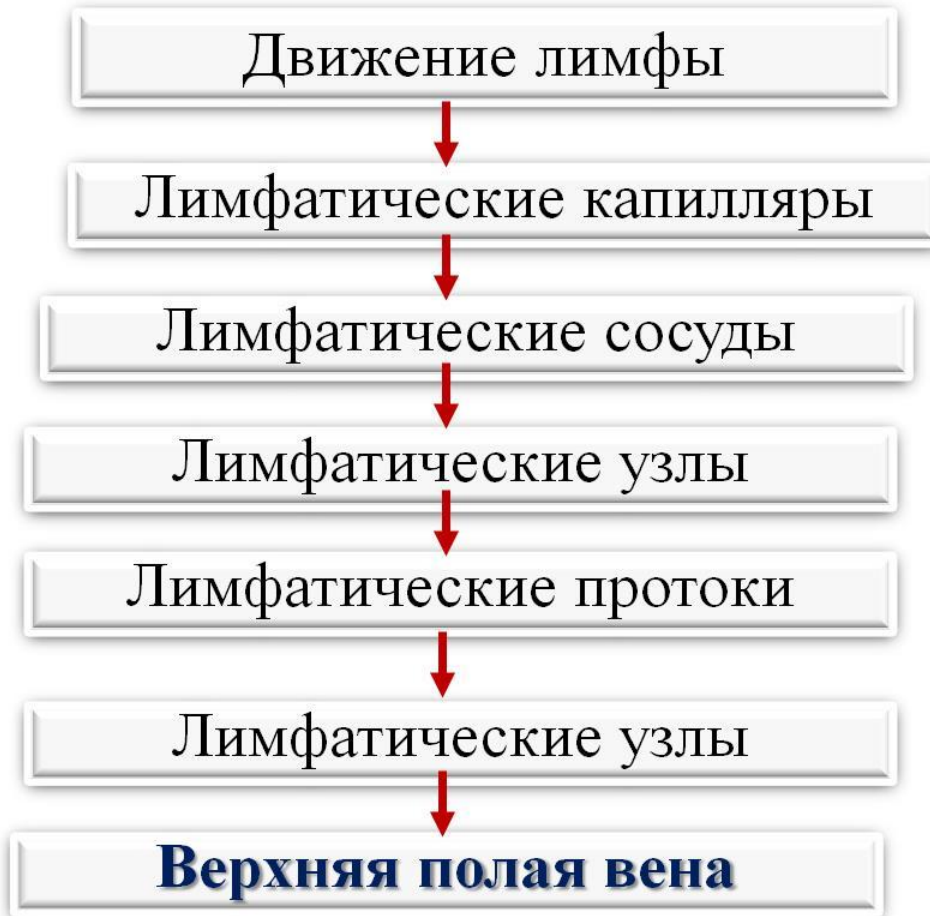 Движение лимфы
Лимфатические капилляры
Лимфатические сосуды
Лимфатические узлы
Лимфатические протоки
Лимфатические узлы
Верхняя полая вена